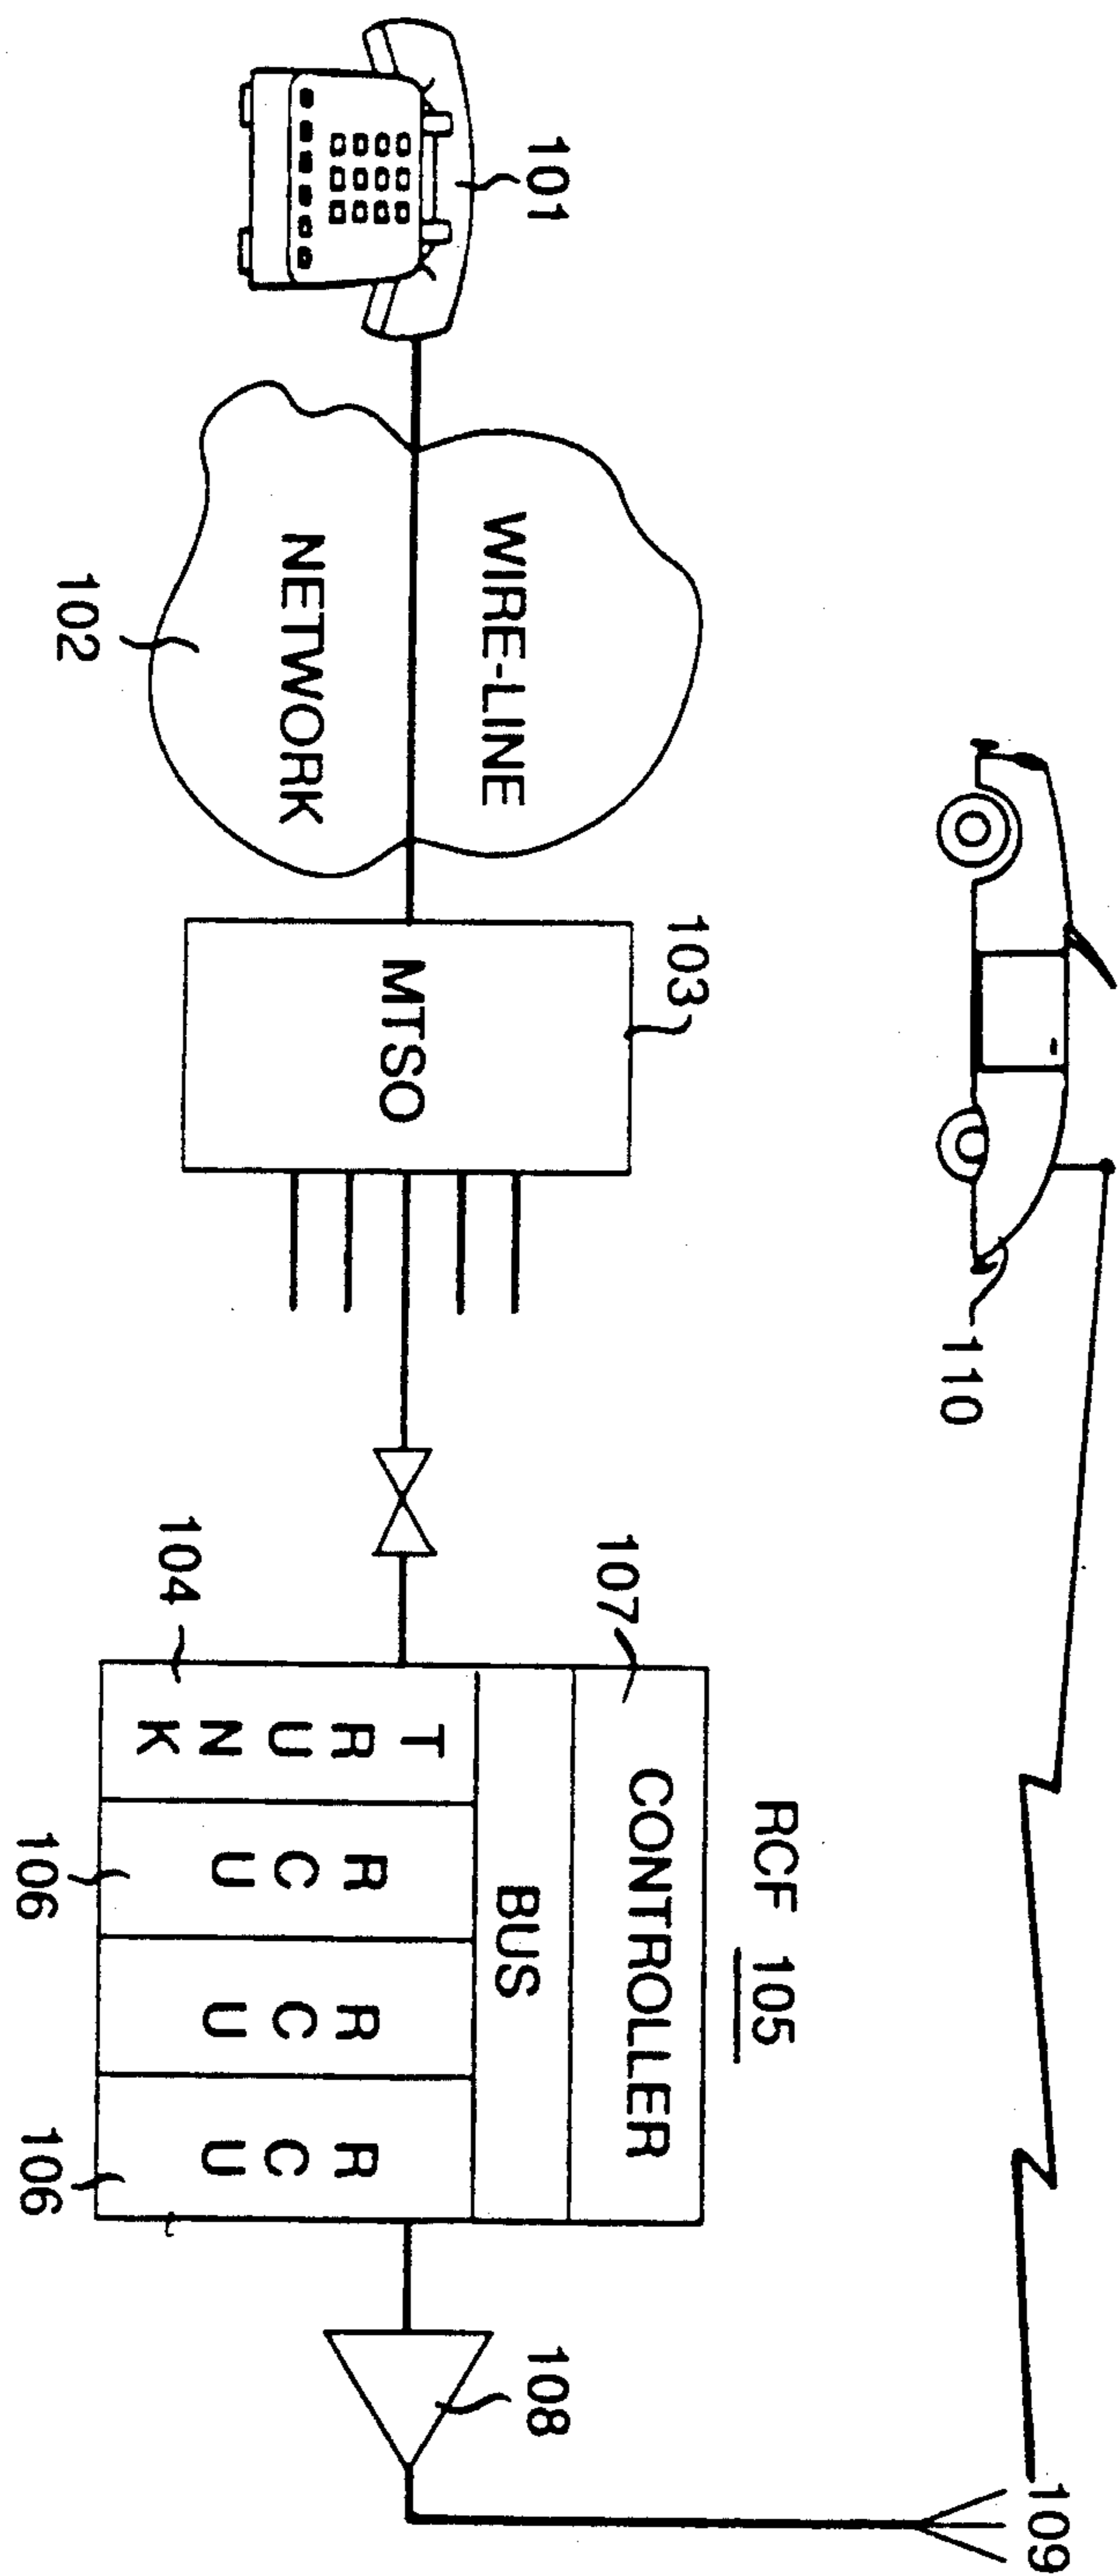 110
109
101
WIRE-LINE
NETWORK
102
103
MTSO
RCF 105
107
CONTROLLER
BUS
TRUNK
RCU
RCU
RCU
104
106
106
108